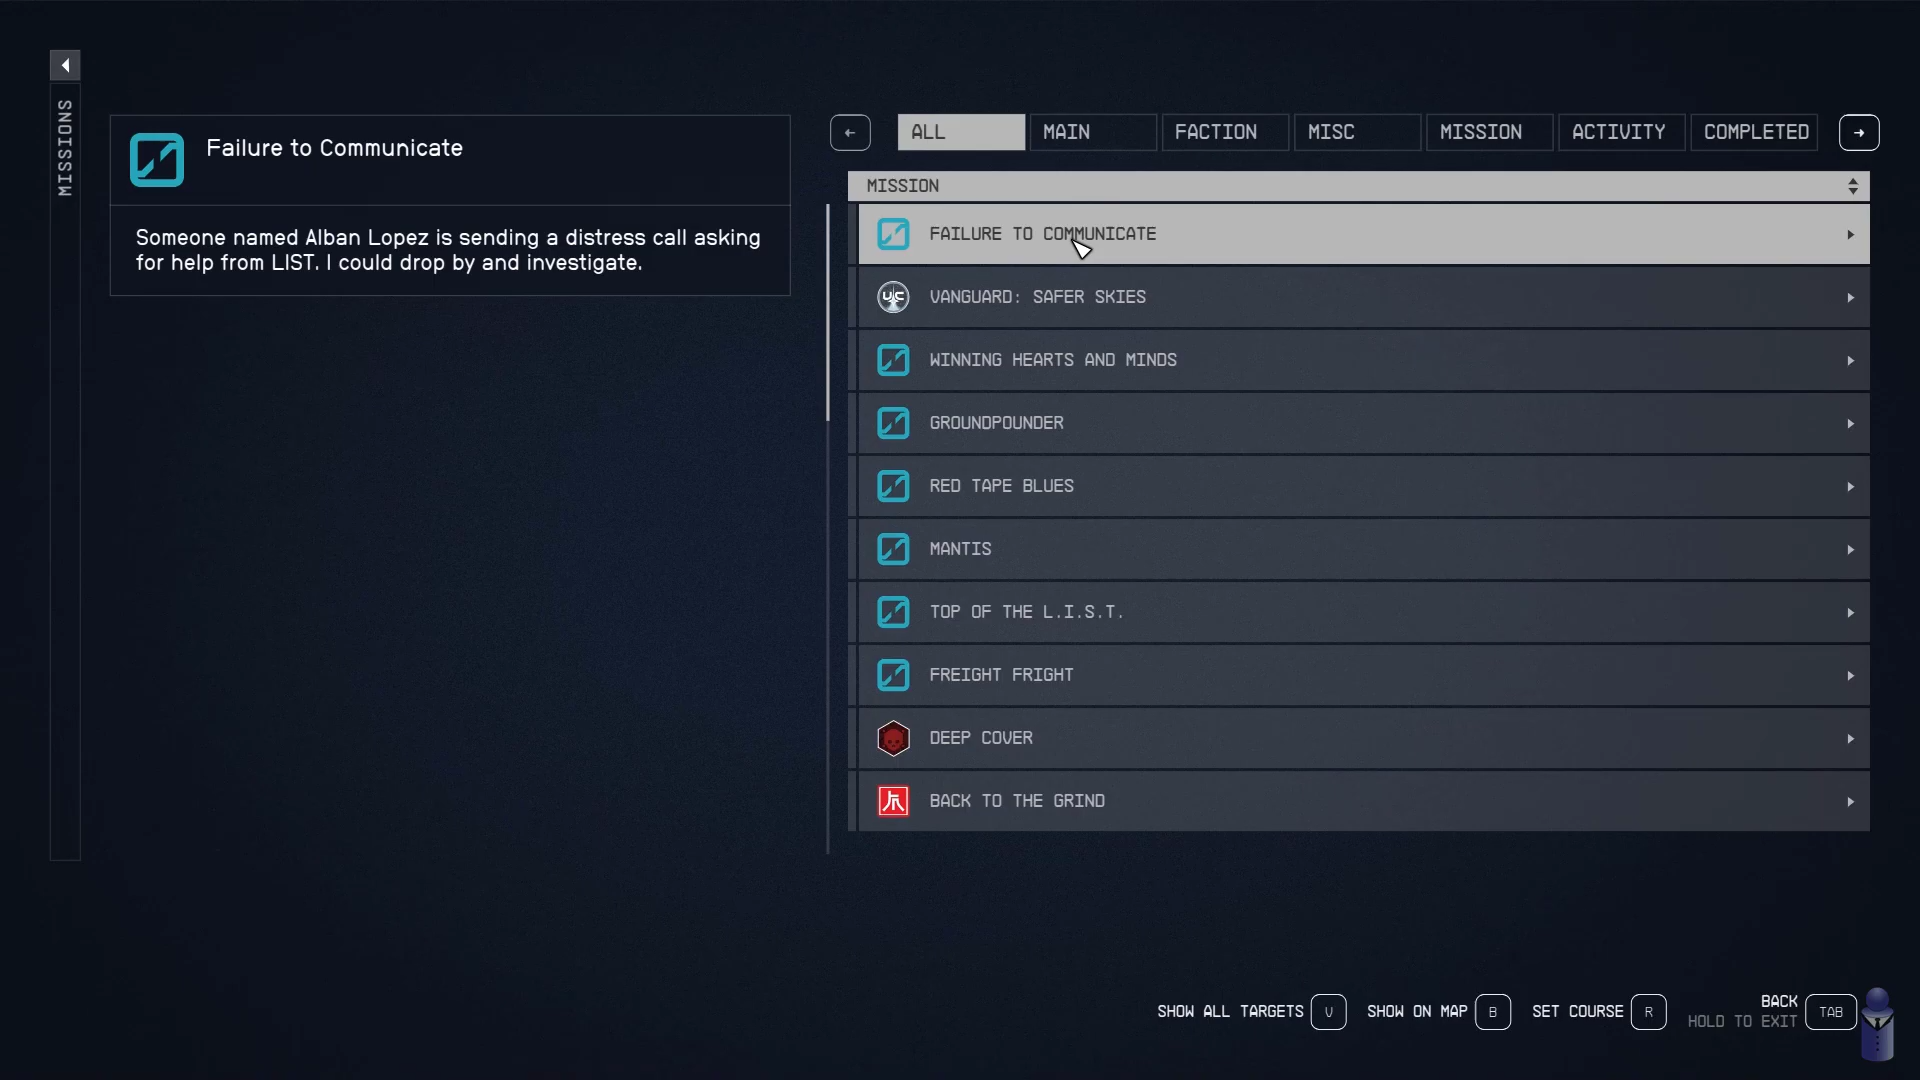 MISSIONS
Failure to Communicate
Someone named Alban Lopez is sending a distress call asking
for help from LIST. I could drop by and investigate.
ALL
MAIN
FACTION
MISC
MISSION
ACTIVITY
COMPLETED
MISSION
FAILURE TO COMMUNICATE
UC
VANGUARD: SAFER SKIES
WINNING HEARTS AND MINDS
GROUNDPOUNDER
RED TAPE BLUES
MANTIS
TOP OF THE L.I.S.T.
FREIGHT FRIGHT
DEEP COVER
BACK TO THE GRIND
SHOW ALL TARGETS V
SHOW ON MAP B
SET COURSE R
BACK
HOLD TO EXIT
TAB